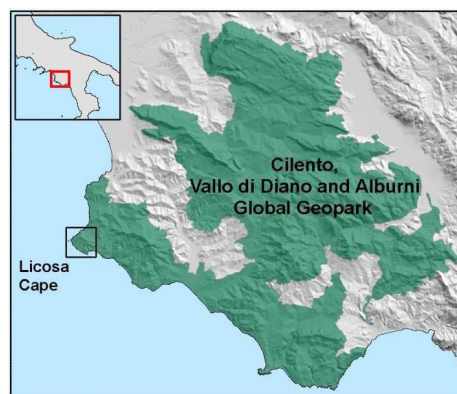 Cilento,
Vallo di Diano and Alburni
Global Geopark
Licosa
Cape